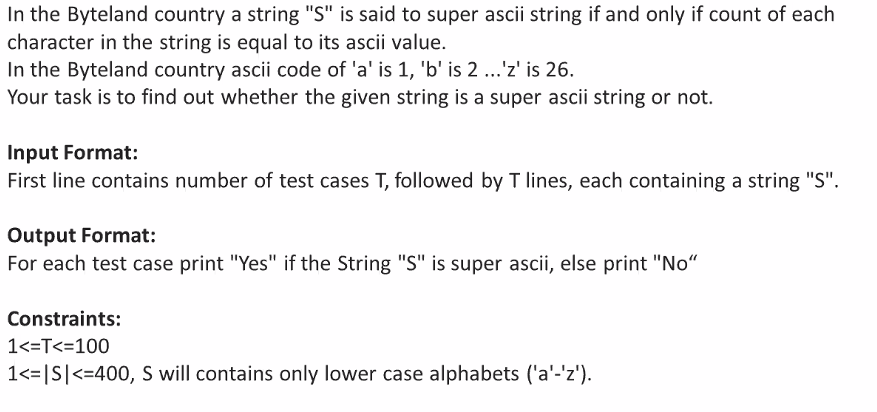 In the Byteland country a string "S" is said to super ascii string if and only if count of each
character in the string is equal to its ascii value.
In the Byteland country ascii code of 'a' is 1, 'b' is 2 ...'z' is 26.
Your task is to find out whether the given string is a super ascii string or not.
Input Format:
First line contains number of test cases T, followed by T lines, each containing a string "S".
Output Format:
For each test case print "Yes" if the String "S" is super ascii, else print "No“
Constraints:
1<=T<=100
1<=|S|<=400, S will contains only lower case alphabets ('a'-'z').